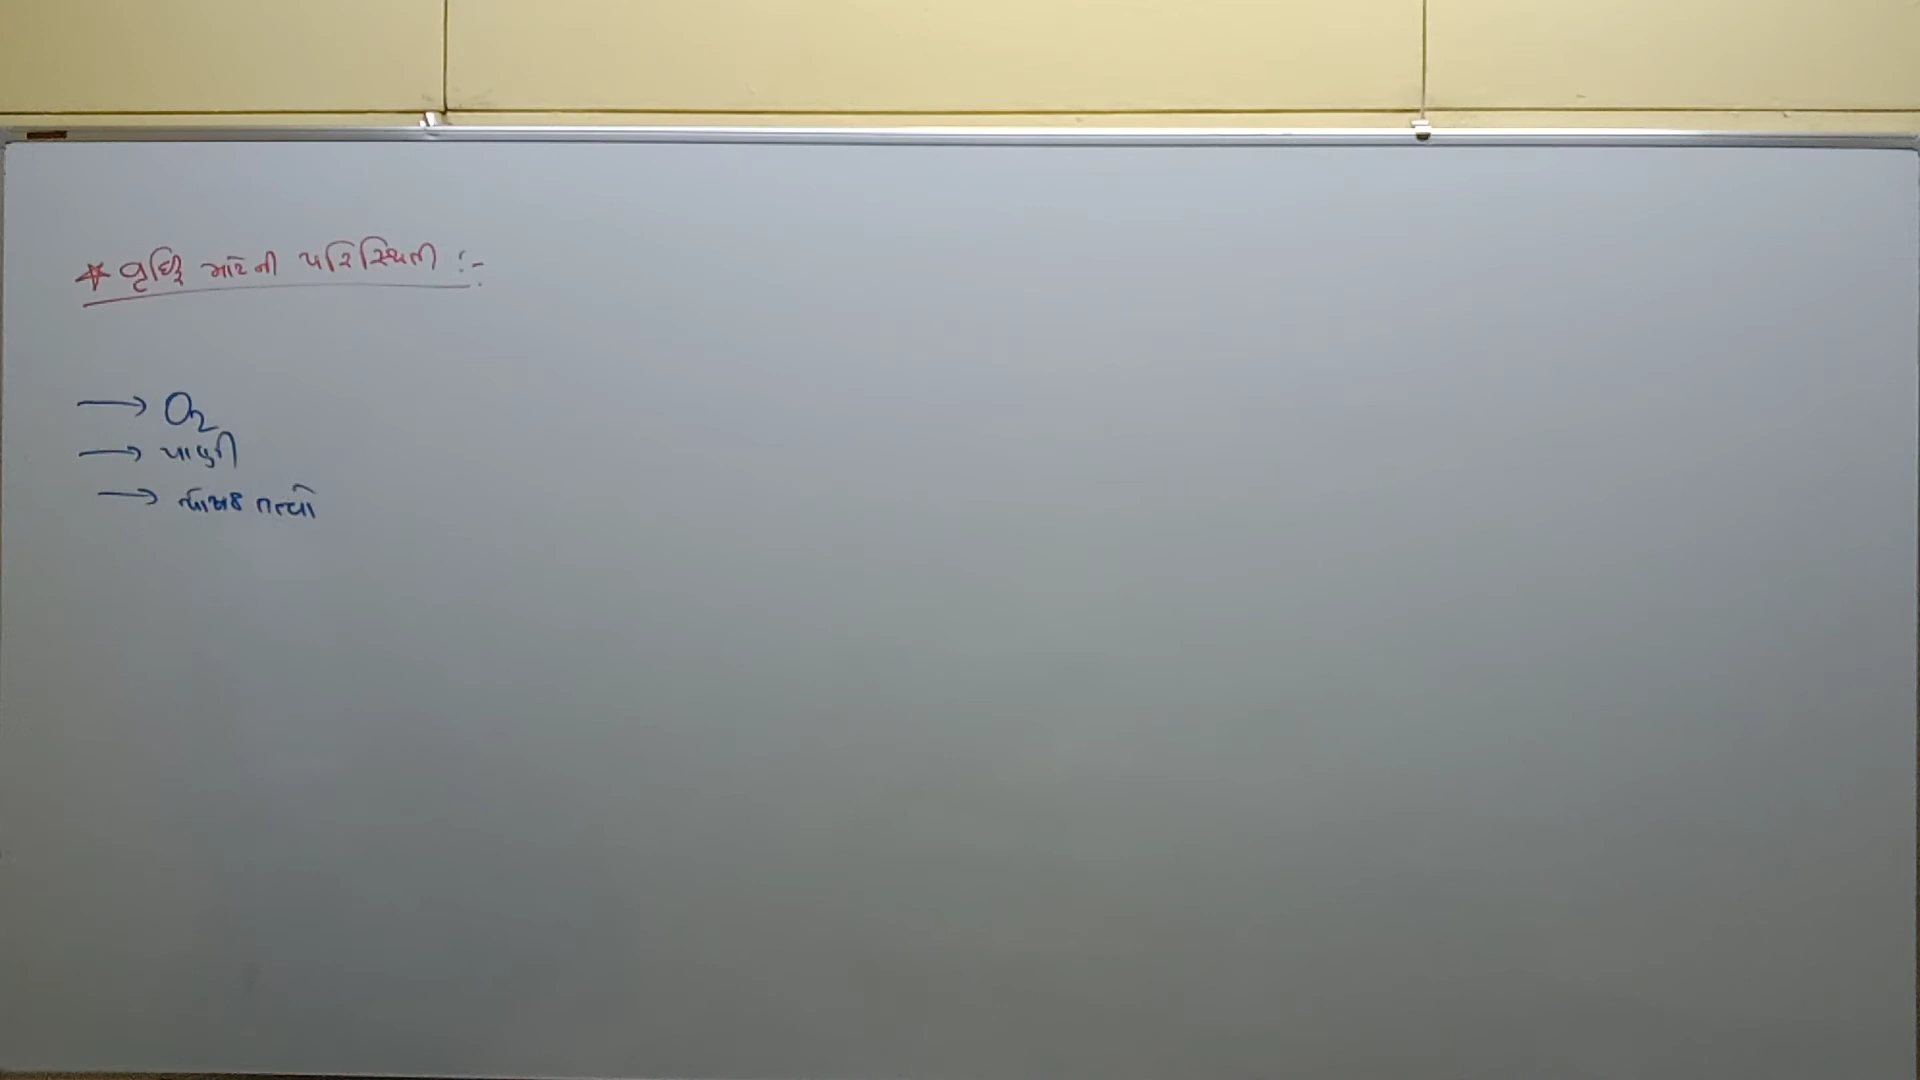 * વૃદ્ધિ માટેની પરિસ્થિતી :-
→ O₂
→ પાણી
→ પોષક તત્વો